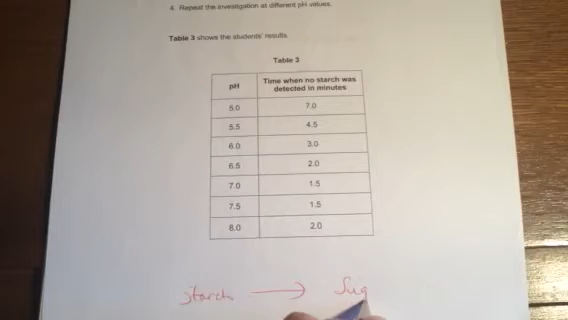 4. Repeat the investigation at different pH values.
Table 3 shows the students' results.
Table 3
pH Time when no starch was detected in minutes
5.0 7.0
5.5 4.5
6.0 3.0
6.5 2.0
7.0 1.5
7.5 1.5
8.0 2.0
starch → Sug